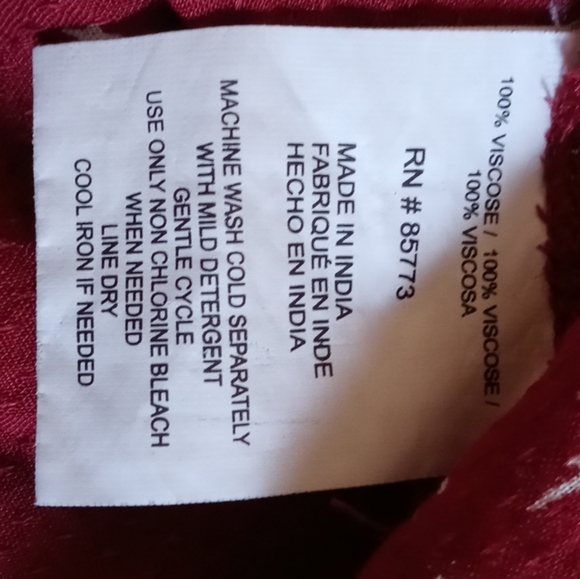 100% VISCOSE / 100% VISCOSE /
100% VISCOSA
RN # 85773
MADE IN INDIA
FABRIQUÉ EN INDE
HECHO EN INDIA
MACHINE WASH COLD SEPARATELY
WITH MILD DETERGENT
GENTLE CYCLE
USE ONLY NON CHLORINE BLEACH
WHEN NEEDED
LINE DRY
COOL IRON IF NEEDED